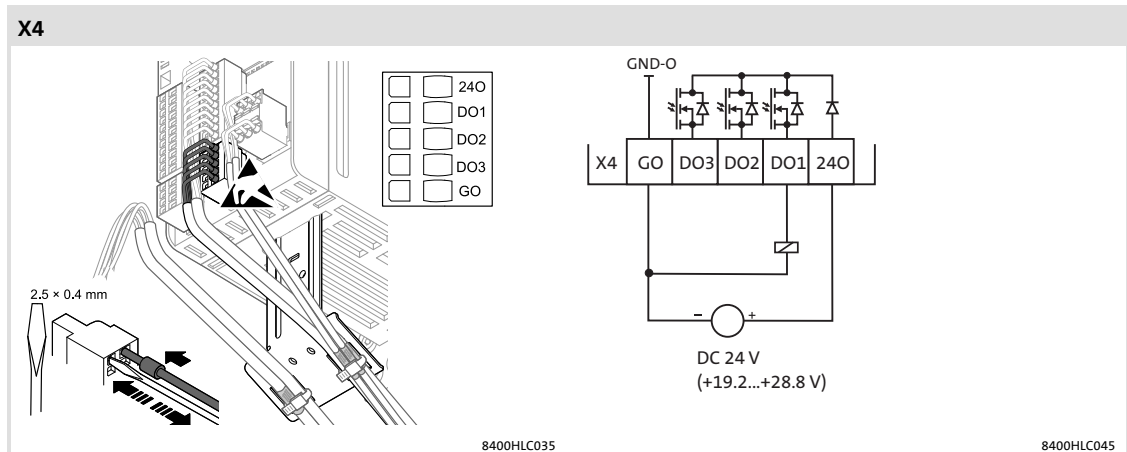 X4
24O
DO1
DO2
DO3
GO
2.5 × 0.4 mm
8400HLC035
GND-O
X4 GO DO3 DO2 DO1 24O
− +
DC 24 V
(+19.2...+28.8 V)
8400HLC045